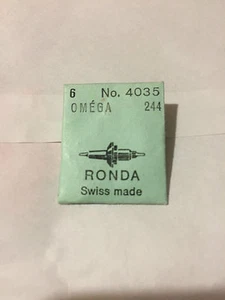 6 No. 4035
OMÉGA 244
RONDA
Swiss made